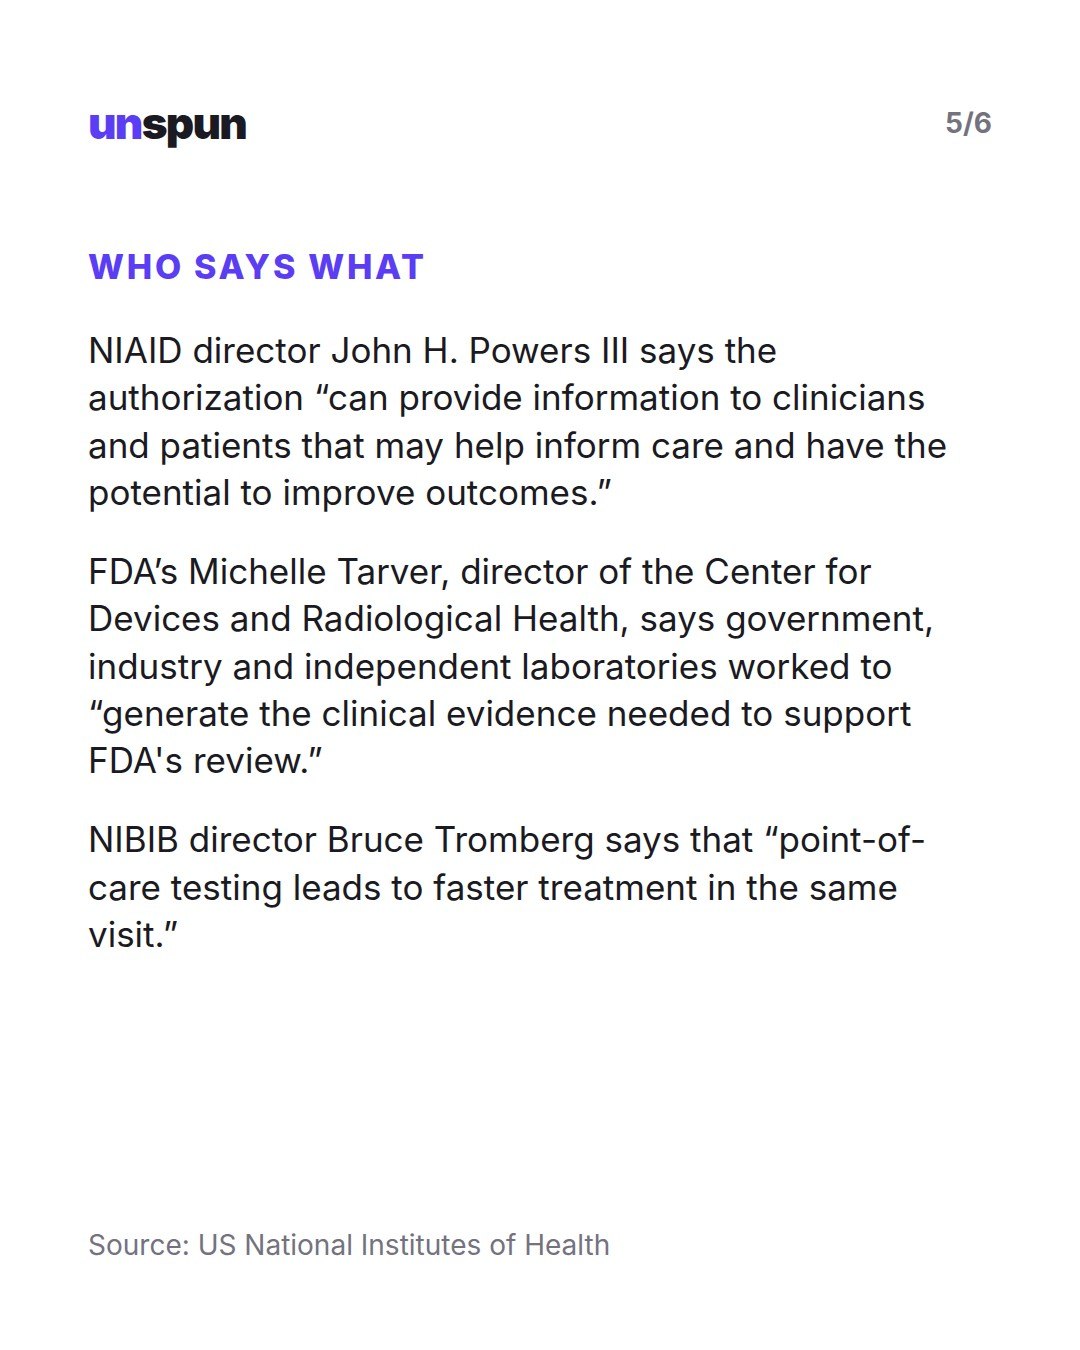 unspun
5/6
WHO SAYS WHAT
NIAID director John H. Powers III says the
authorization “can provide information to clinicians
and patients that may help inform care and have the
potential to improve outcomes.”
FDA’s Michelle Tarver, director of the Center for
Devices and Radiological Health, says government,
industry and independent laboratories worked to
“generate the clinical evidence needed to support
FDA's review.”
NIBIB director Bruce Tromberg says that “point-of-
care testing leads to faster treatment in the same
visit.”
Source: US National Institutes of Health